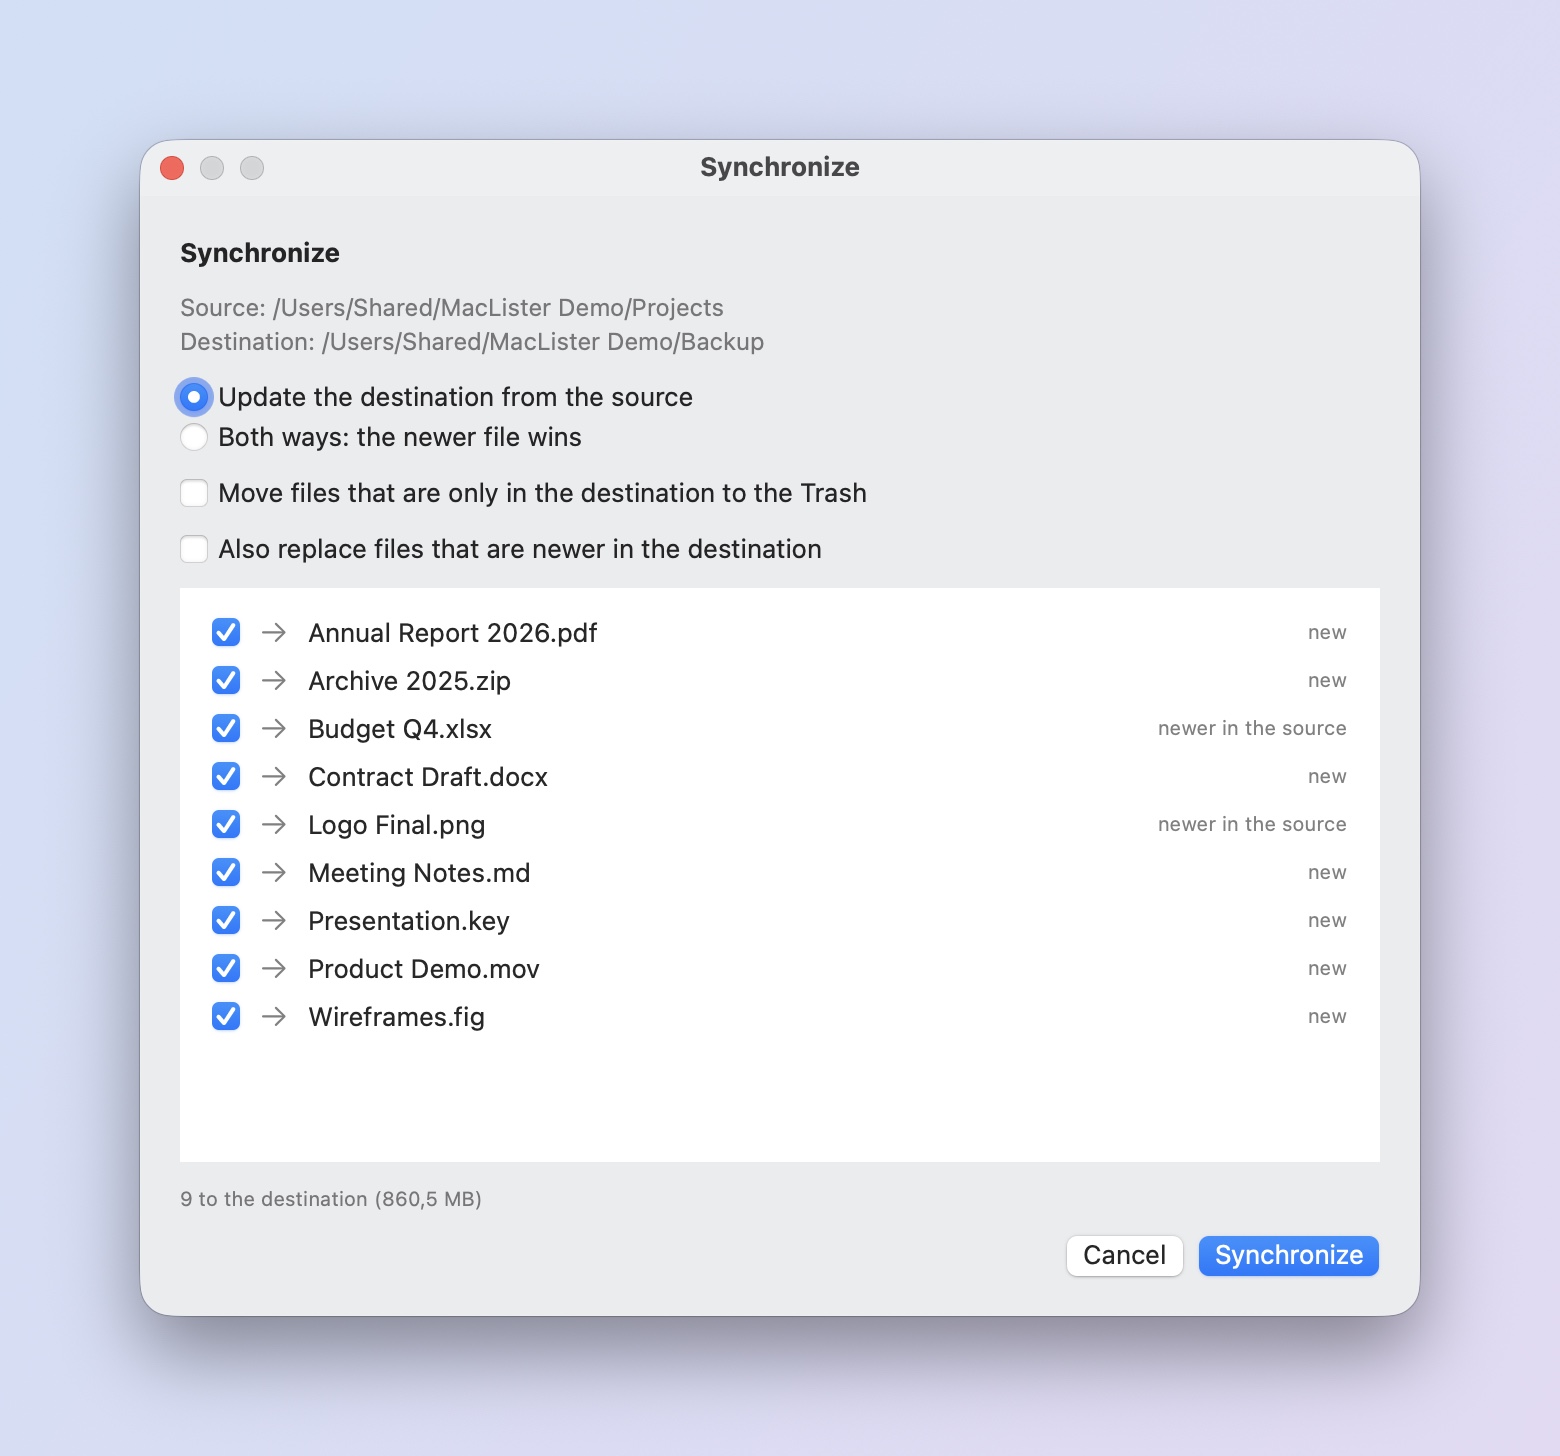 Synchronize
Synchronize
Source: /Users/Shared/MacLister Demo/Projects
Destination: /Users/Shared/MacLister Demo/Backup
Update the destination from the source
Both ways: the newer file wins
Move files that are only in the destination to the Trash
Also replace files that are newer in the destination
Annual Report 2026.pdf new
Archive 2025.zip new
Budget Q4.xlsx newer in the source
Contract Draft.docx new
Logo Final.png newer in the source
Meeting Notes.md new
Presentation.key new
Product Demo.mov new
Wireframes.fig new
9 to the destination (860,5 MB)
Cancel Synchronize